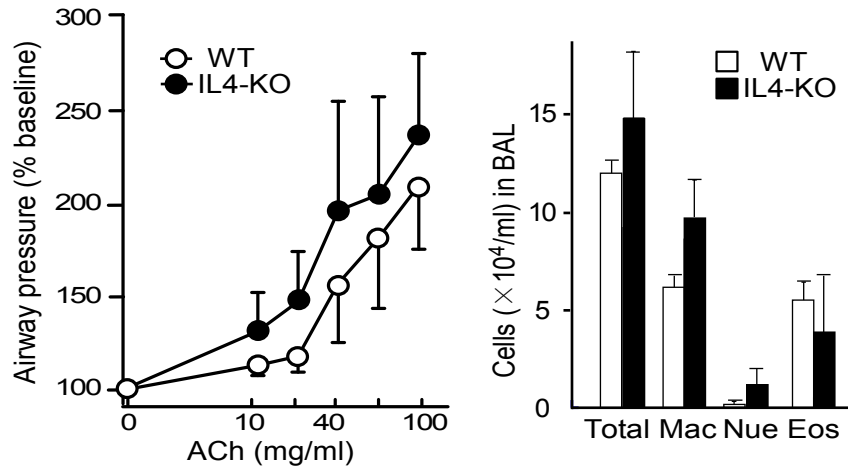 300
250
200
150
100
Airway pressure (% baseline)
WT
IL4-KO
0
10
40
100
ACh (mg/ml)
15
10
5
0
Cells (×10⁴/ml) in BAL
WT
IL4-KO
Total Mac Nue Eos